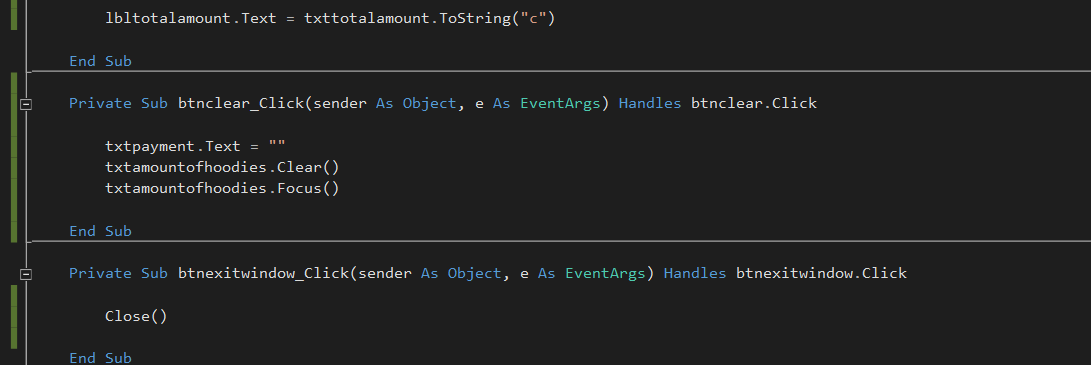 lbltotalamount.Text = txttotalamount.ToString("c")
End Sub
Private Sub btnclear_Click(sender As Object, e As EventArgs) Handles btnclear.Click
txtpayment.Text = ""
txtamountofhoodies.Clear()
txtamountofhoodies.Focus()
End Sub
Private Sub btnexitwindow_Click(sender As Object, e As EventArgs) Handles btnexitwindow.Click
Close()
End Sub